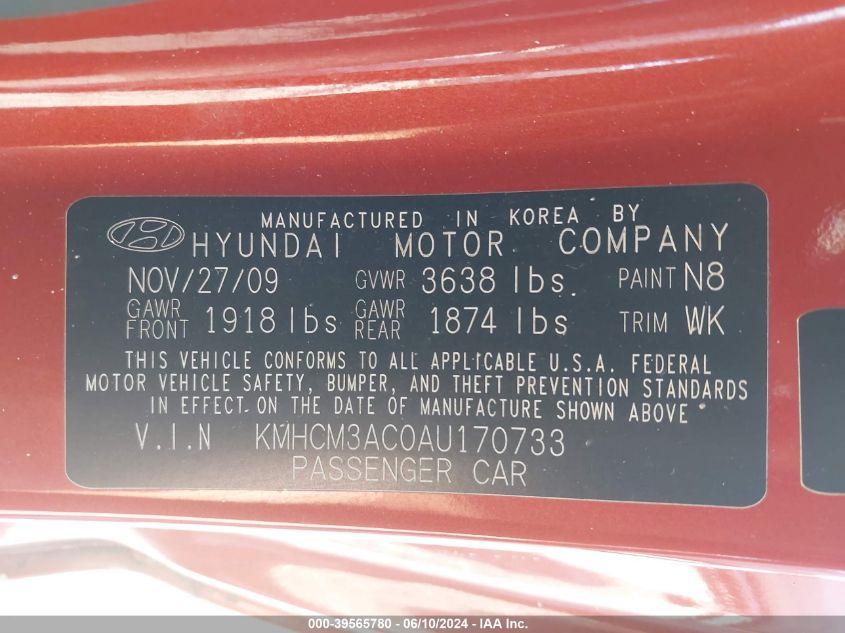 MANUFACTURED IN KOREA BY
HYUNDAI MOTOR COMPANY
NOV/27/09 GVWR 3638 lbs. PAINT N8
GAWR FRONT 1918 lbs GAWR REAR 1874 lbs TRIM WK
THIS VEHICLE CONFORMS TO ALL APPLICABLE U.S.A. FEDERAL
MOTOR VEHICLE SAFETY, BUMPER, AND THEFT PREVENTION STANDARDS
IN EFFECT ON THE DATE OF MANUFACTURE SHOWN ABOVE
V.I.N KMHCM3AC0AU170733
PASSENGER CAR
000-39565780 - 06/10/2024 - IAA Inc.